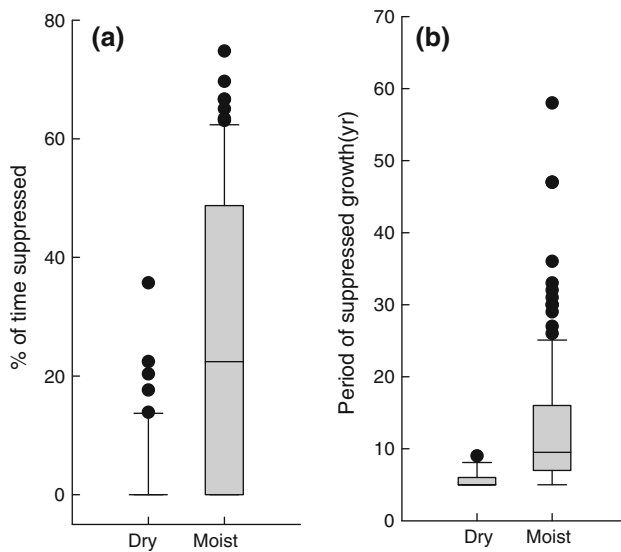 (a)
% of time suppressed
80
60
40
20
0
Dry Moist
(b)
Period of suppressed growth(yr)
70
60
50
40
30
20
10
0
Dry Moist